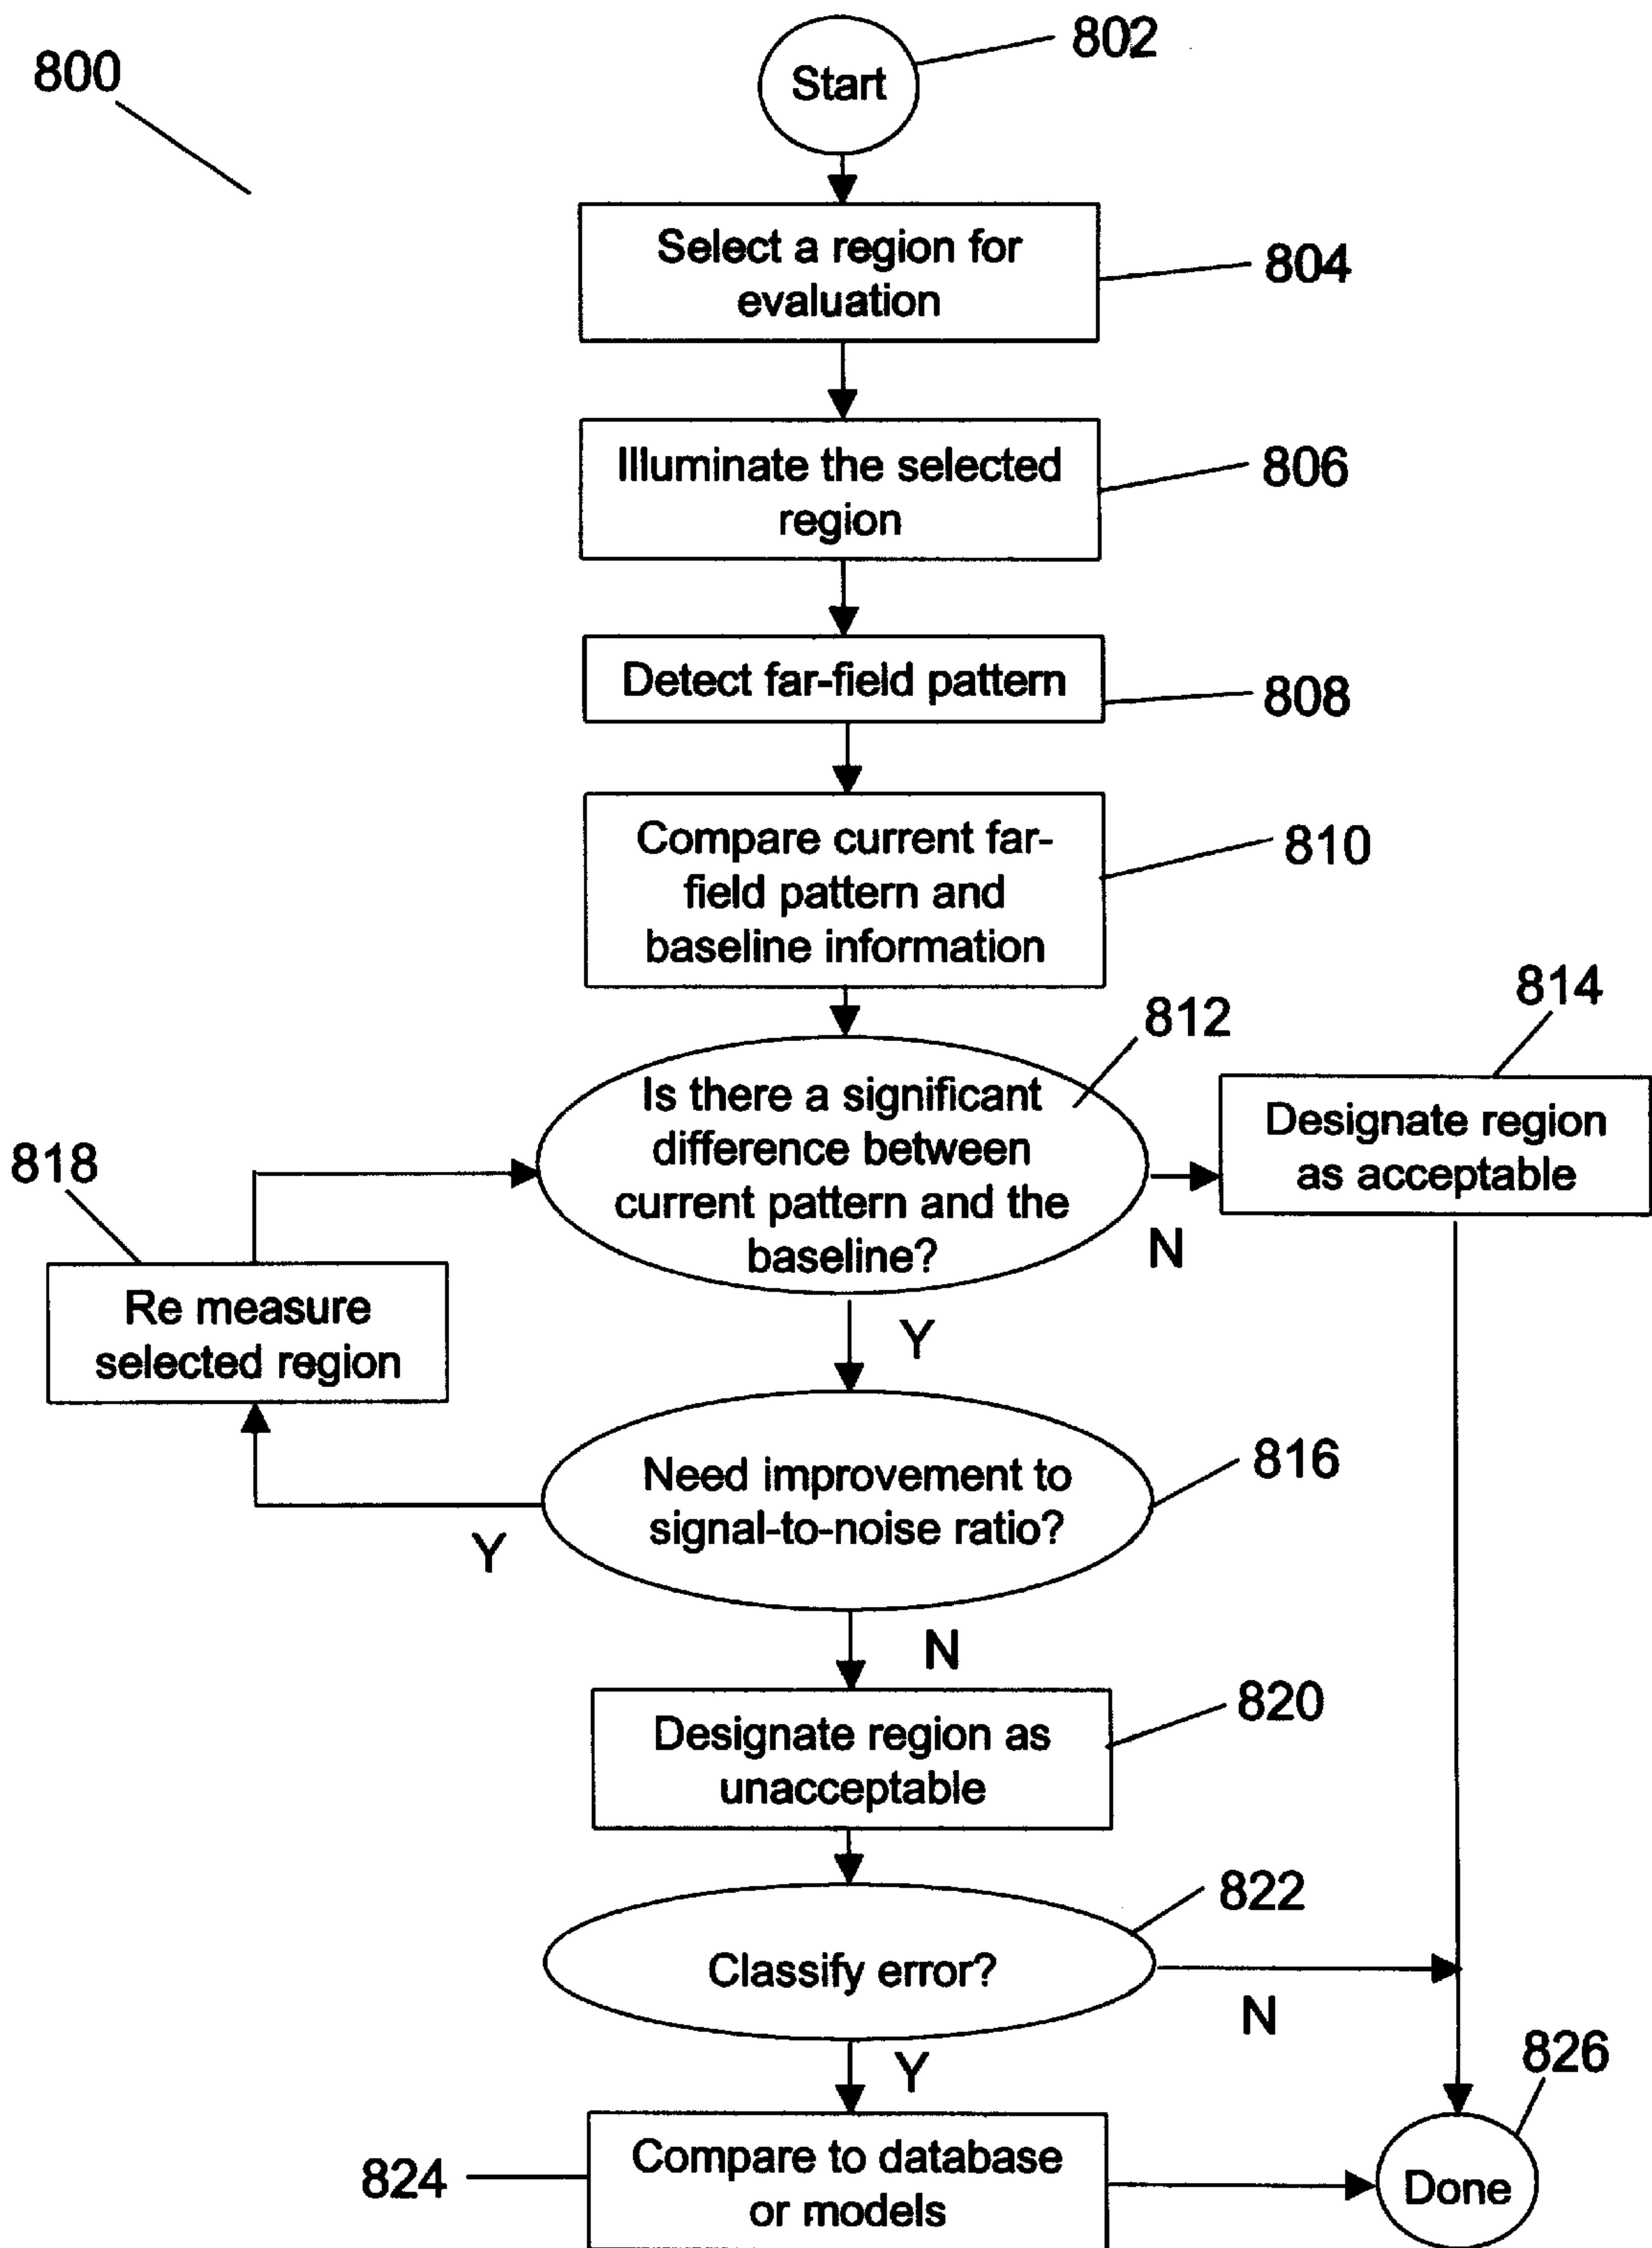 800
802
Start
Select a region for
evaluation
804
Illuminate the selected
region
806
Detect far-field pattern
808
Compare current far-
field pattern and
baseline information
810
812
Is there a significant
difference between
current pattern and the
baseline?
N
814
Designate region
as acceptable
818
Re measure
selected region
Y
Need improvement to
signal-to-noise ratio?
816
Y
N
Designate region as
unacceptable
820
822
Classify error?
N
Y
824
Compare to database
or models
826
Done